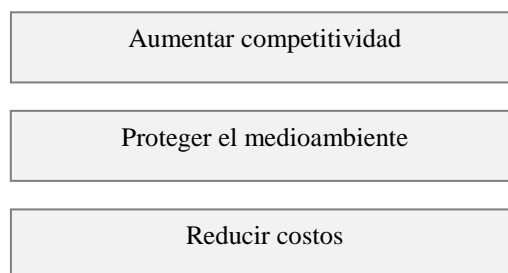 Aumentar competitividad
Proteger el medioambiente
Reducir costos